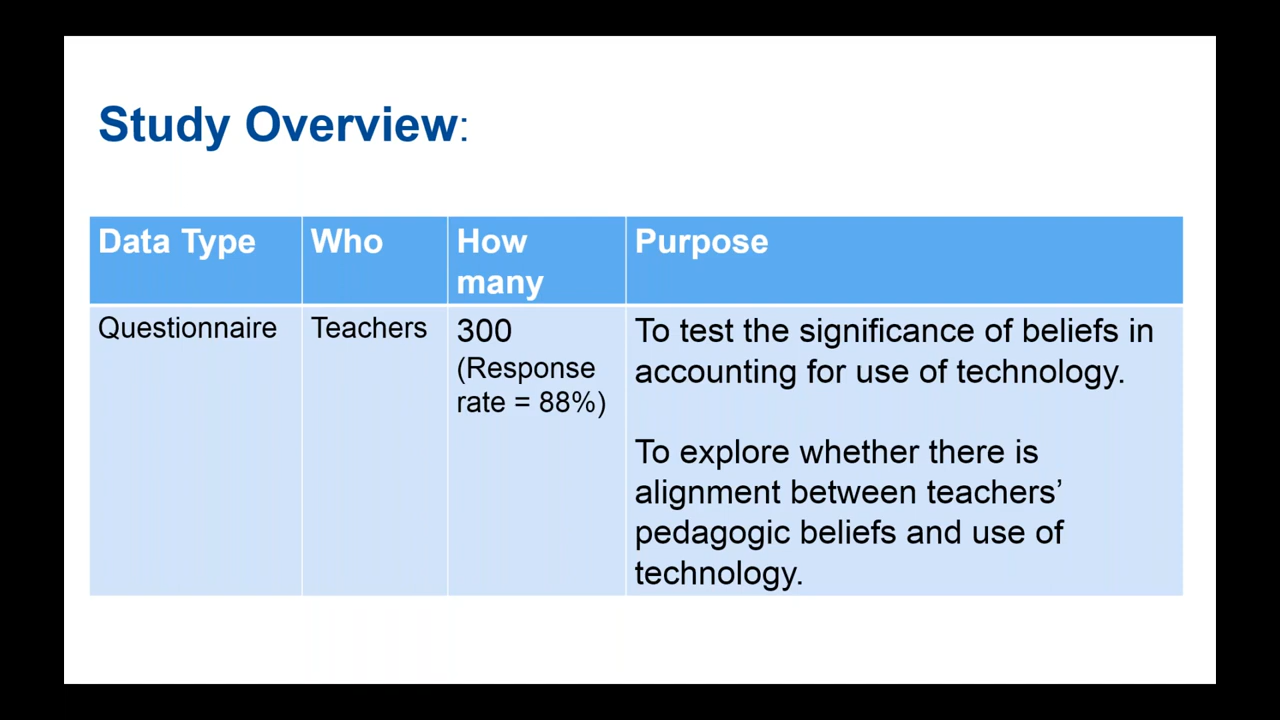 Study Overview:
Data Type
Who
How
many
Purpose
Questionnaire
Teachers
300
(Response
rate = 88%)
To test the significance of beliefs in
accounting for use of technology.
To explore whether there is
alignment between teachers’
pedagogic beliefs and use of
technology.